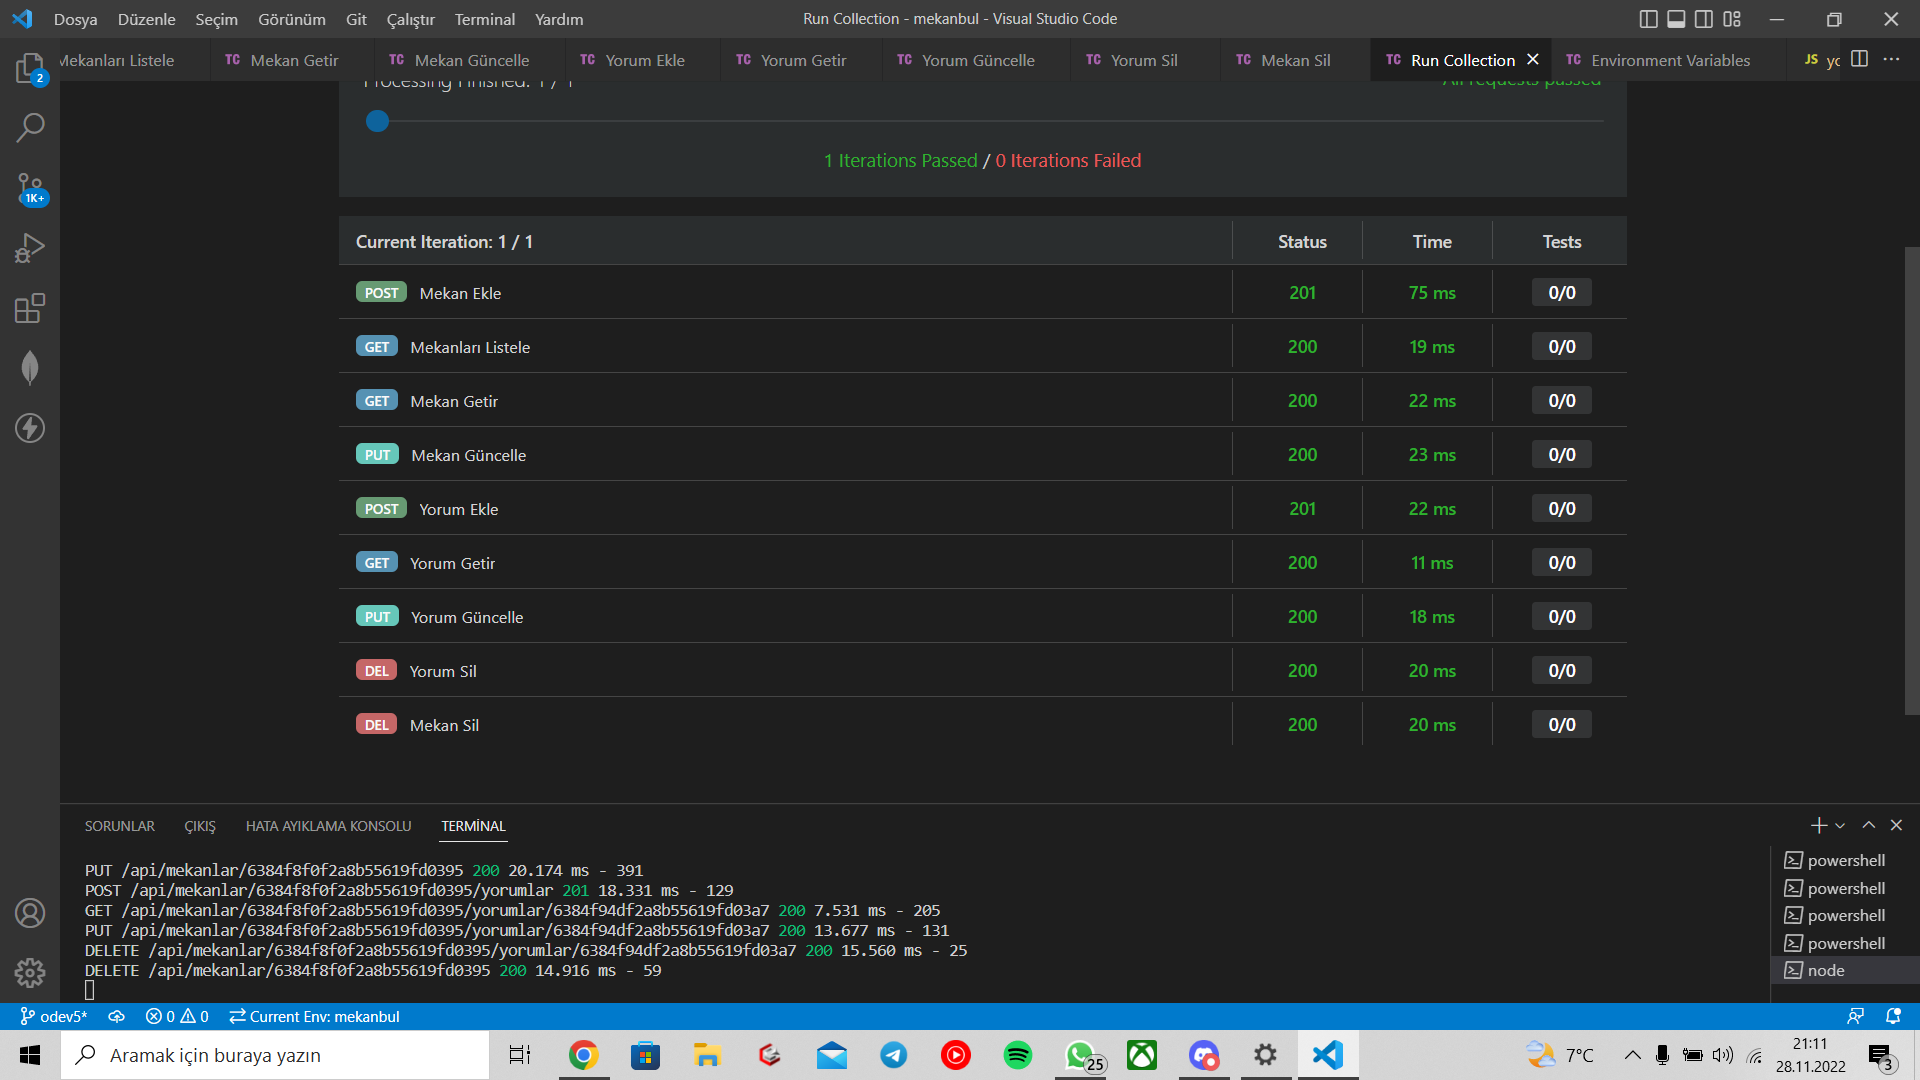 Dosya Düzenle Seçim Görünüm Git Çalıştır Terminal Yardım
Run Collection - mekanbul - Visual Studio Code
Mekanları Listele TC Mekan Getir TC Mekan Güncelle TC Yorum Ekle TC Yorum Getir TC Yorum Güncelle TC Yorum Sil TC Mekan Sil TC Run Collection TC Environment Variables JS yc
2
Processing Finished: 1 / 1 All requests passed
1 Iterations Passed / 0 Iterations Failed
1K+
Current Iteration: 1 / 1 Status Time Tests
POST Mekan Ekle 201 75 ms 0/0
GET Mekanları Listele 200 19 ms 0/0
GET Mekan Getir 200 22 ms 0/0
PUT Mekan Güncelle 200 23 ms 0/0
POST Yorum Ekle 201 22 ms 0/0
GET Yorum Getir 200 11 ms 0/0
PUT Yorum Güncelle 200 18 ms 0/0
DEL Yorum Sil 200 20 ms 0/0
DEL Mekan Sil 200 20 ms 0/0
SORUNLAR ÇIKIŞ HATA AYIKLAMA KONSOLU TERMİNAL
PUT /api/mekanlar/6384f8f0f2a8b55619fd0395 200 20.174 ms - 391
POST /api/mekanlar/6384f8f0f2a8b55619fd0395/yorumlar 201 18.331 ms - 129
GET /api/mekanlar/6384f8f0f2a8b55619fd0395/yorumlar/6384f94df2a8b55619fd03a7 200 7.531 ms - 205
PUT /api/mekanlar/6384f8f0f2a8b55619fd0395/yorumlar/6384f94df2a8b55619fd03a7 200 13.677 ms - 131
DELETE /api/mekanlar/6384f8f0f2a8b55619fd0395/yorumlar/6384f94df2a8b55619fd03a7 200 15.560 ms - 25
DELETE /api/mekanlar/6384f8f0f2a8b55619fd0395 200 14.916 ms - 59
powershell
powershell
powershell
powershell
node
odev5* 0 0 Current Env: mekanbul
Aramak için buraya yazın
25
7°C
21:11
28.11.2022
3